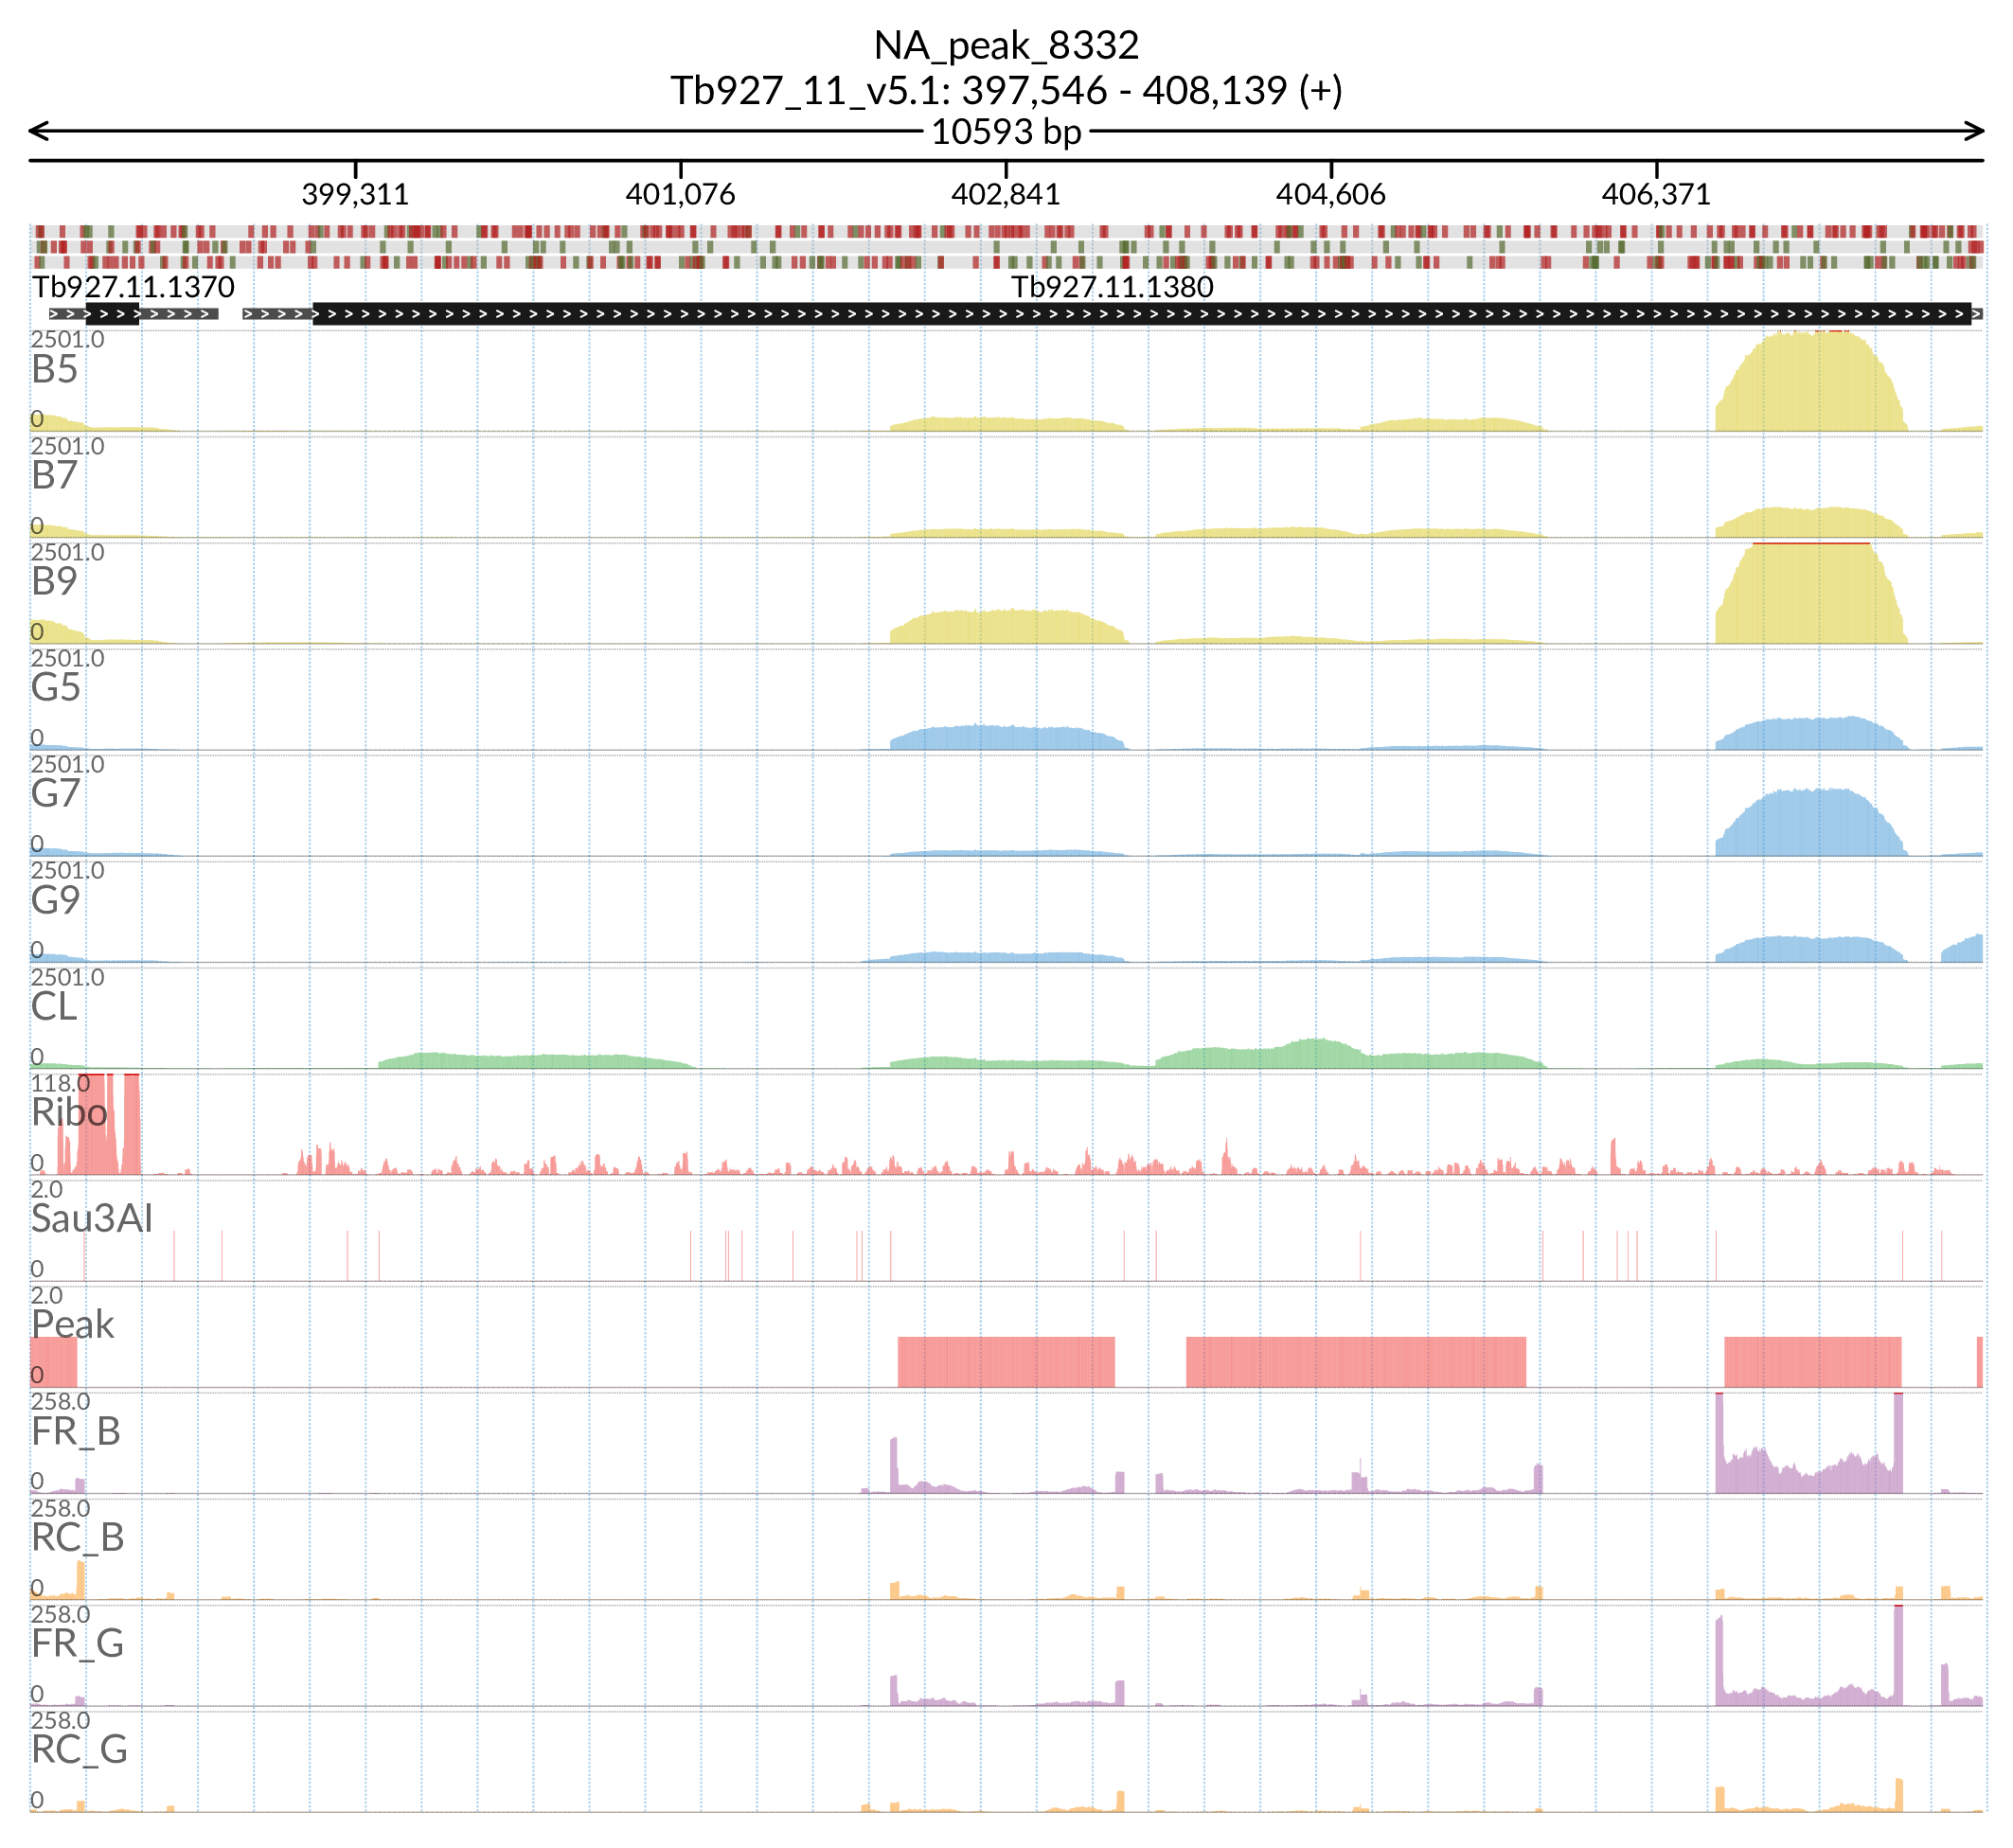 NA_peak_8332
Tb927_11_v5.1: 397,546 - 408,139 (+)
10593 bp
399,311 401,076 402,841 404,606 406,371
Tb927.11.1370 Tb927.11.1380
2501.0
B5
0
2501.0
B7
0
2501.0
B9
0
2501.0
G5
0
2501.0
G7
0
2501.0
G9
0
2501.0
CL
0
118.0
Ribo
0
2.0
Sau3AI
0
2.0
Peak
0
258.0
FR_B
0
258.0
RC_B
0
258.0
FR_G
0
258.0
RC_G
0